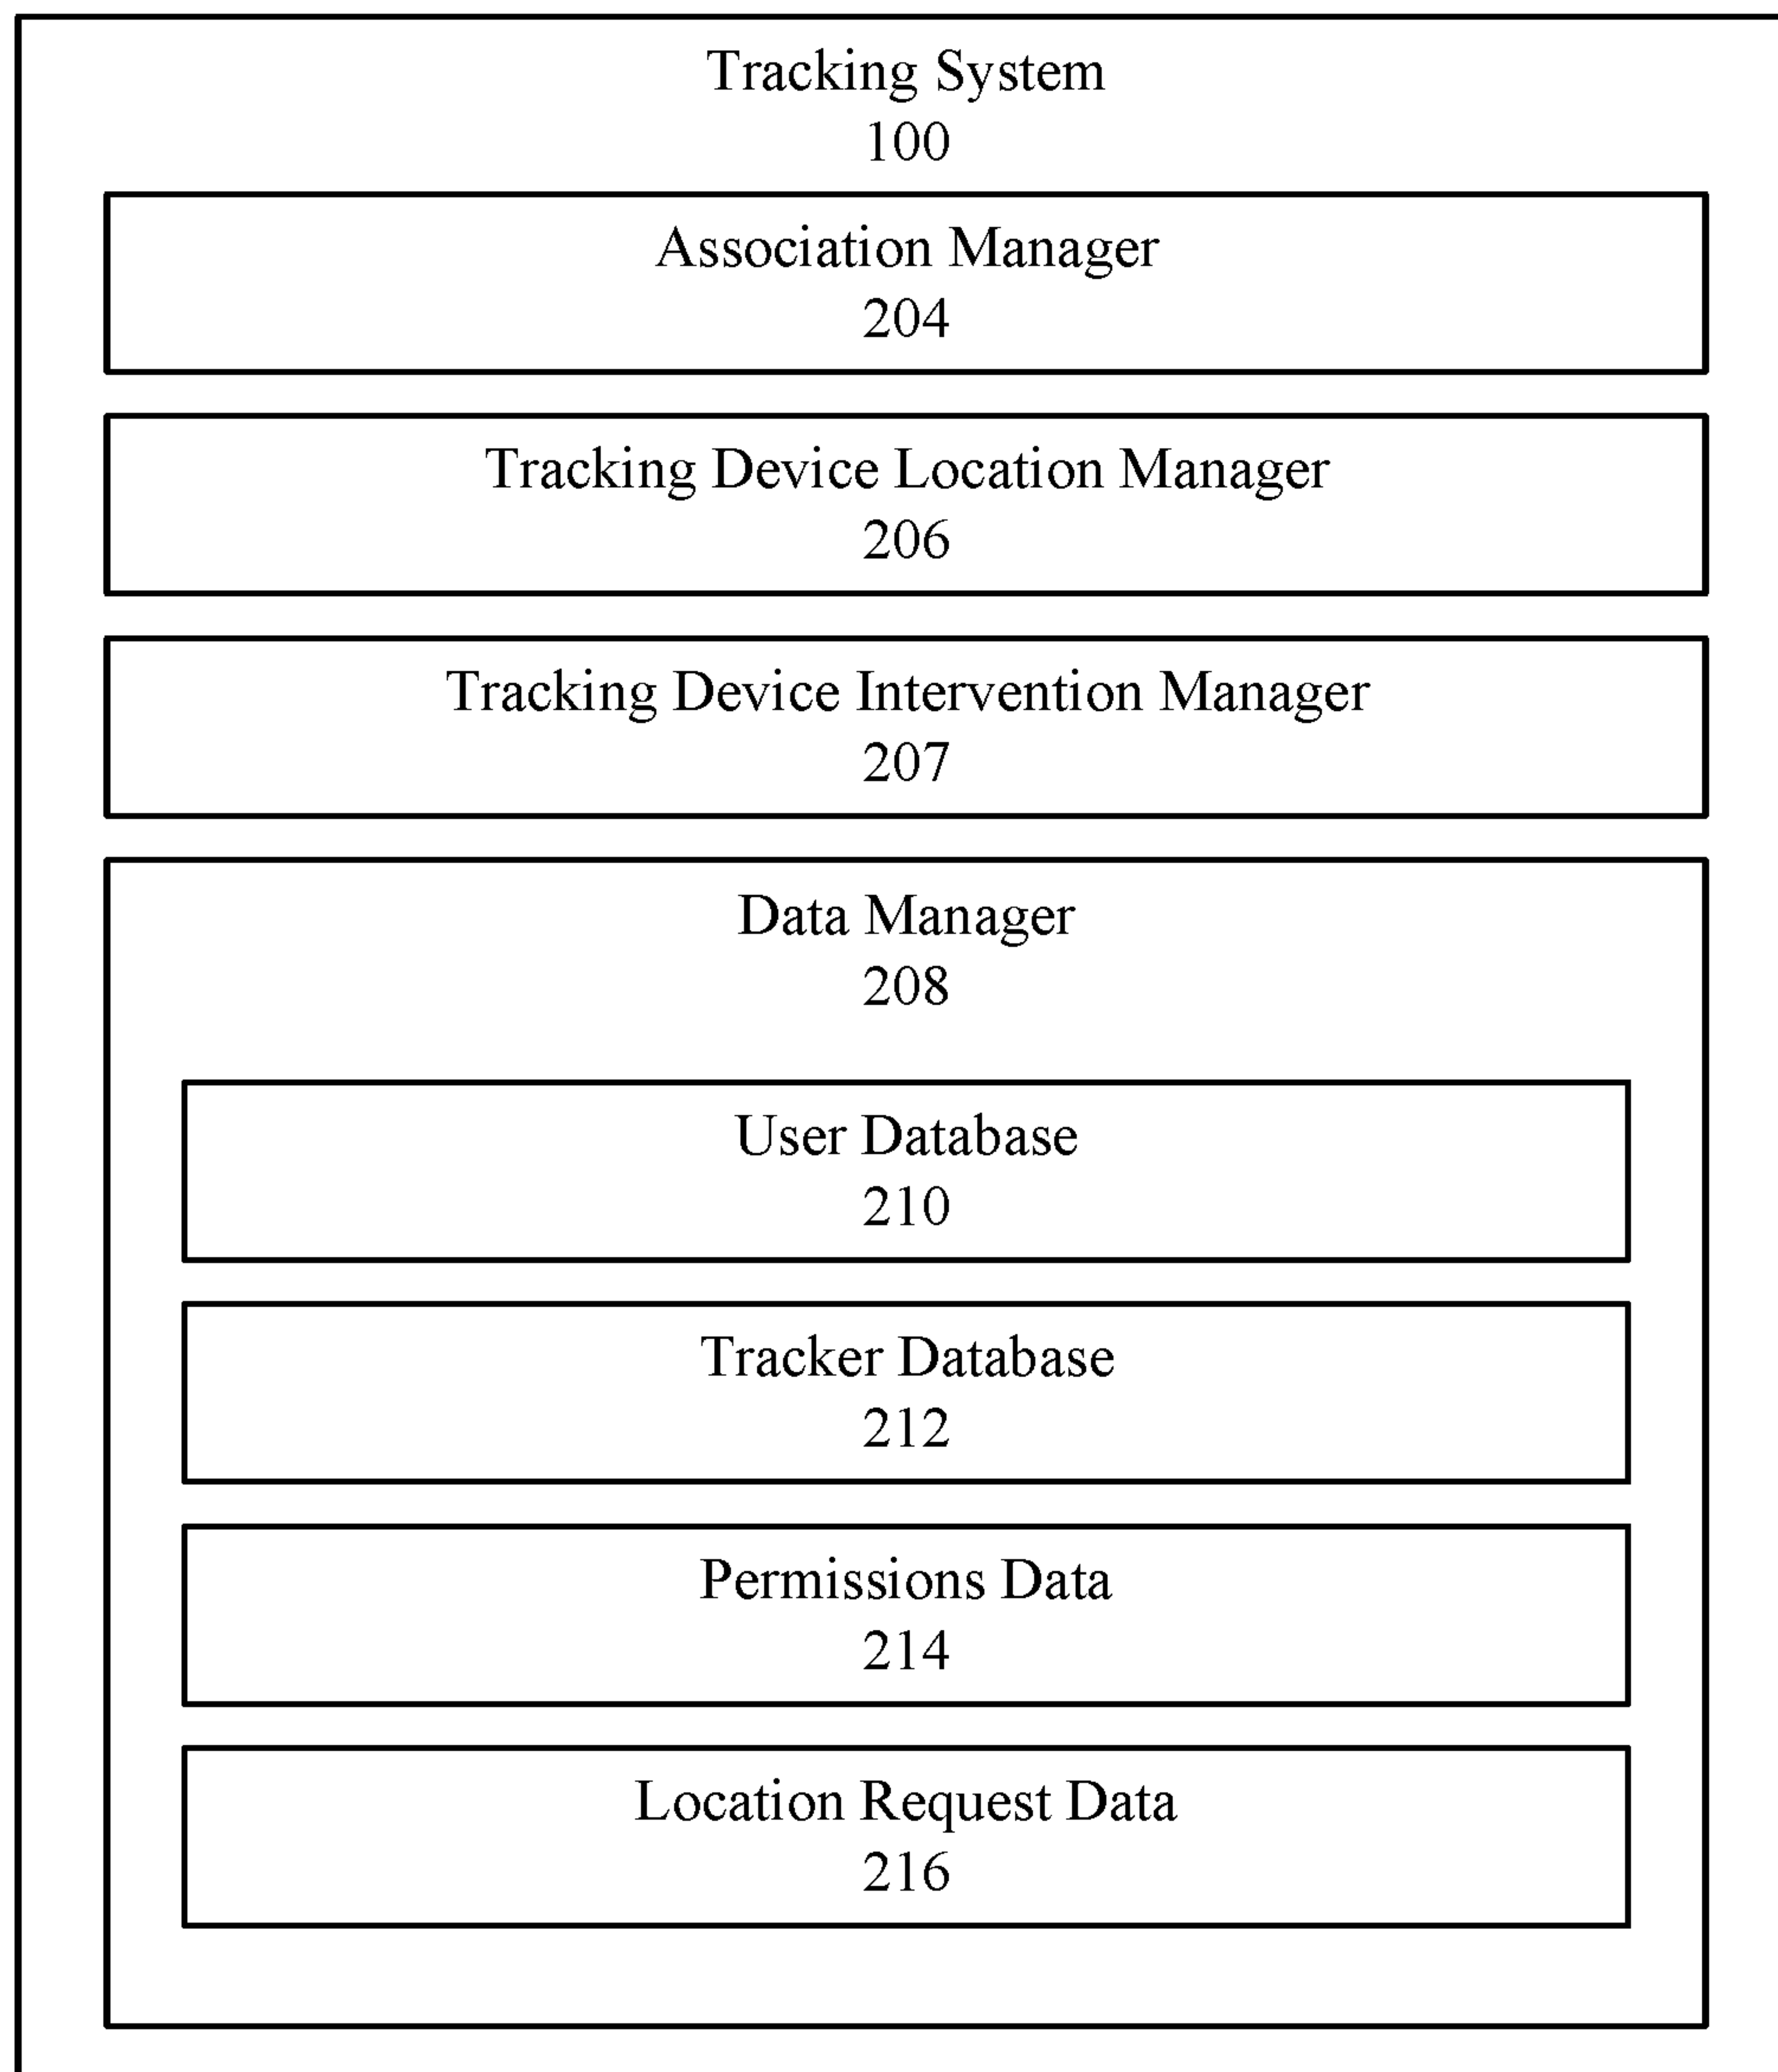 Tracking System
100
Association Manager
204
Tracking Device Location Manager
206
Tracking Device Intervention Manager
207
Data Manager
208
User Database
210
Tracker Database
212
Permissions Data
214
Location Request Data
216